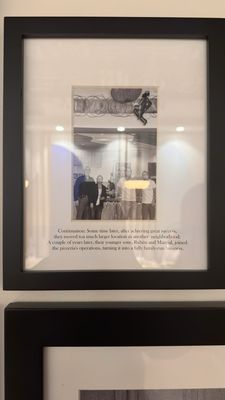 Continuation: Some time later, after achieving great success,
they moved to a much larger location in another neighborhood.
A couple of years later, their younger sons, Rubén and Marcial, joined
the pizzeria's operations, turning it into a fully family-run business.